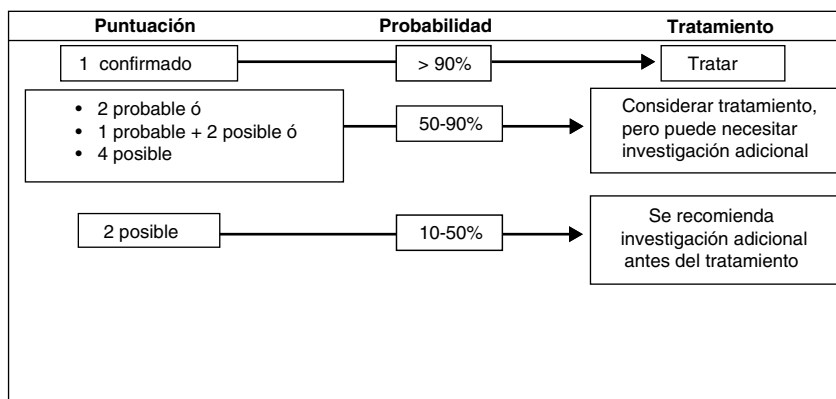 Puntuación Probabilidad Tratamiento
1 confirmado > 90% Tratar
• 2 probable ó
• 1 probable + 2 posible ó
• 4 posible
50-90%
Considerar tratamiento,
pero puede necesitar
investigación adicional
2 posible 10-50%
Se recomienda
investigación adicional
antes del tratamiento